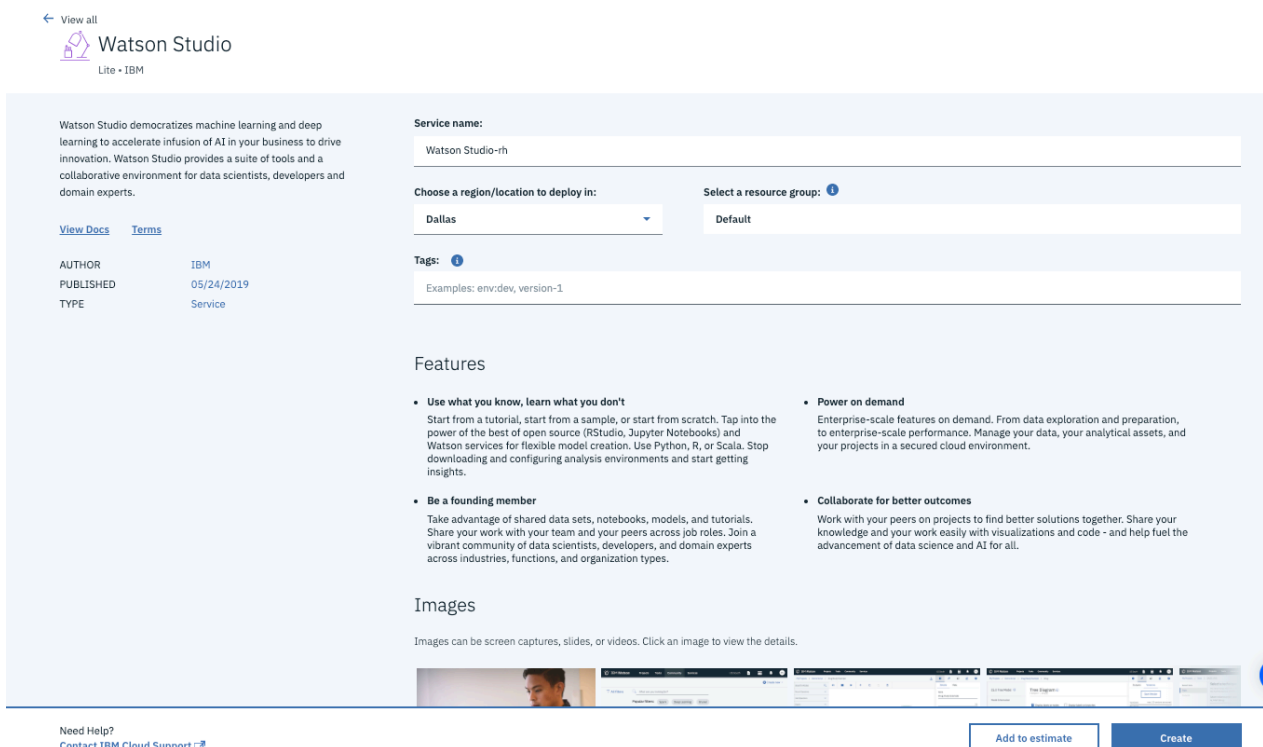 ← View all
Watson Studio
Lite • IBM
Watson Studio democratizes machine learning and deep
learning to accelerate infusion of AI in your business to drive
innovation. Watson Studio provides a suite of tools and a
collaborative environment for data scientists, developers and
domain experts.
View Docs Terms
AUTHOR IBM
PUBLISHED 05/24/2019
TYPE Service
Service name:
Watson Studio-rh
Choose a region/location to deploy in:
Dallas
Select a resource group:
Default
Tags:
Examples: env:dev, version-1
Features
• Use what you know, learn what you don't
Start from a tutorial, start from a sample, or start from scratch. Tap into the
power of the best of open source (RStudio, Jupyter Notebooks) and
Watson services for flexible model creation. Use Python, R, or Scala. Stop
downloading and configuring analysis environments and start getting
insights.
• Power on demand
Enterprise-scale features on demand. From data exploration and preparation,
to enterprise-scale performance. Manage your data, your analytical assets, and
your projects in a secured cloud environment.
• Be a founding member
Take advantage of shared data sets, notebooks, models, and tutorials.
Share your work with your team and your peers across job roles. Join a
vibrant community of data scientists, developers, and domain experts
across industries, functions, and organization types.
• Collaborate for better outcomes
Work with your peers on projects to find better solutions together. Share your
knowledge and your work easily with visualizations and code - and help fuel the
advancement of data science and AI for all.
Images
Images can be screen captures, slides, or videos. Click an image to view the details.
Need Help?
Contact IBM Cloud Support
Add to estimate
Create